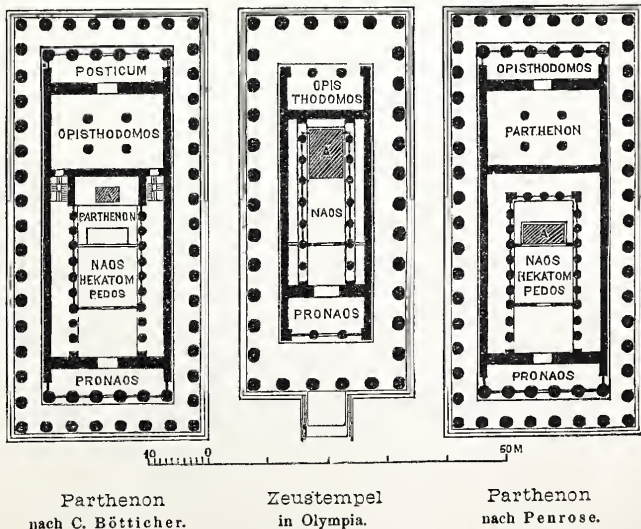 POSTICUM
OPISTHODOMOS
A
PARTHENON
NAOS
HEKATOM
PEDOS
PRONAOS
OPIS
THODOMOS
A
NAOS
PRONAOS
OPISTHODOMOS
PARTHENON
A
NAOS
HEKATOM
PEDOS
PRONAOS
10 0 50M
Parthenon
nach C. Bötticher.
Zeustempel
in Olympia.
Parthenon
nach Penrose.